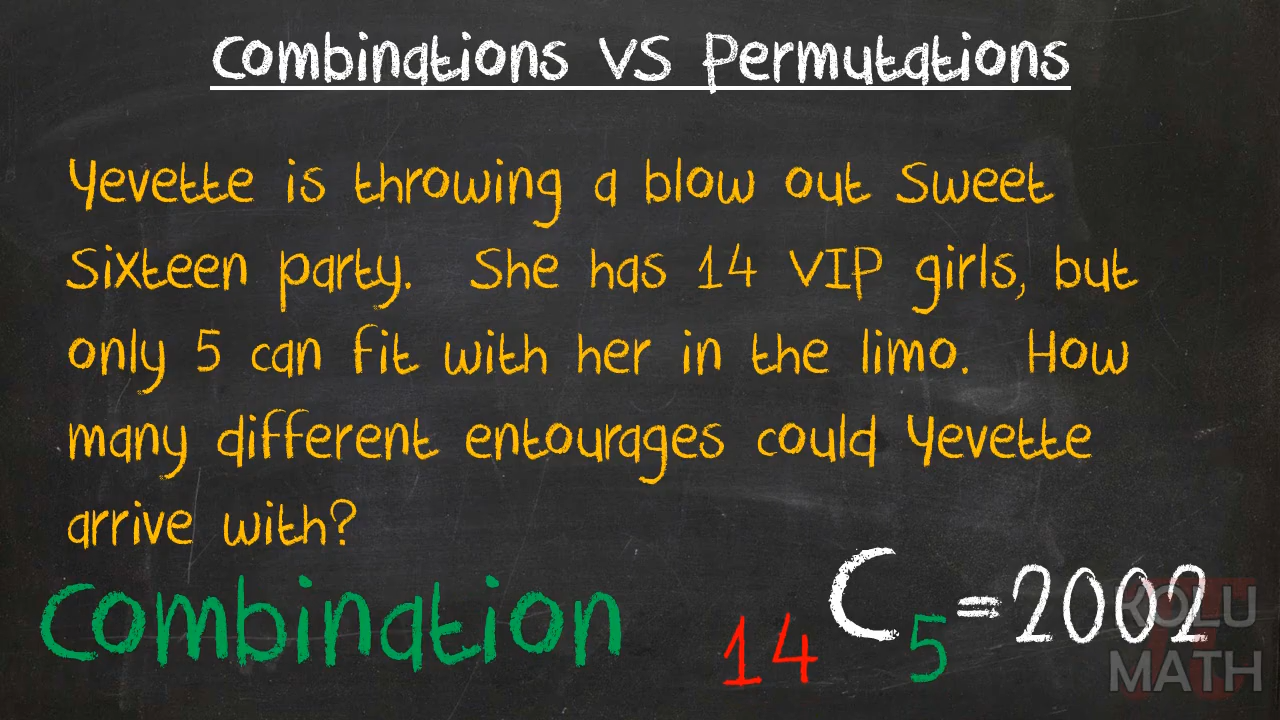 Combinations VS Permutations
Yevette is throwing a blow out Sweet
Sixteen party. She has 14 VIP girls, but
only 5 can fit with her in the limo. How
many different entourages could Yevette
arrive with?
Combination
14C5=2002
KOLU
MATH